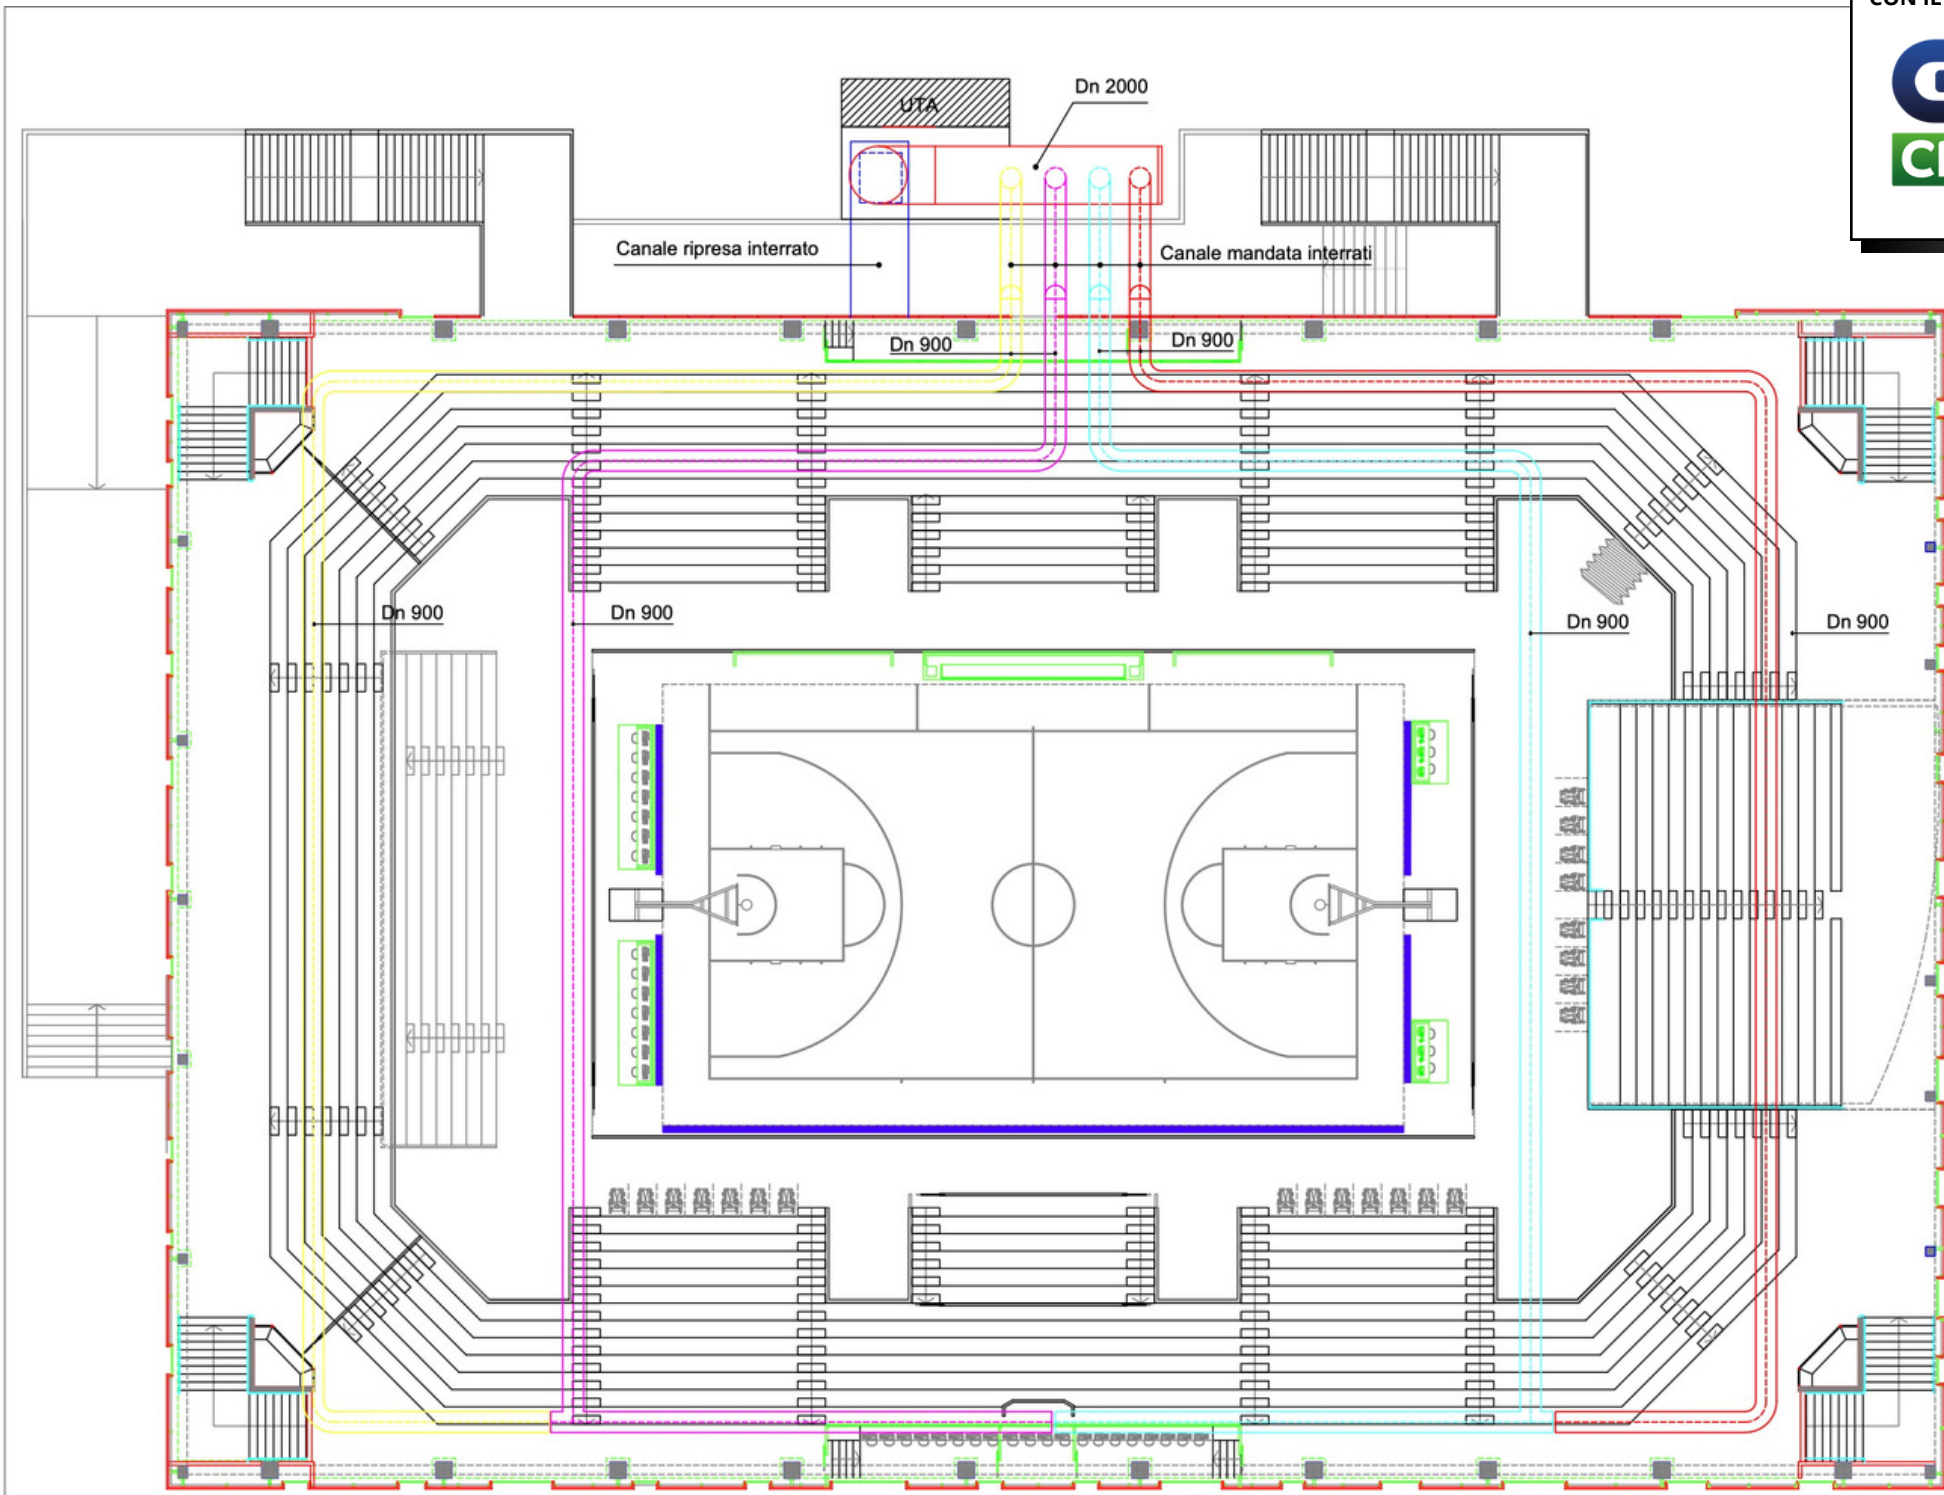 UTA
Dn 2000
Canale ripresa interrato
Canale mandata interrati
Dn 900
Dn 900
Dn 900
Dn 900
Dn 900
Dn 900